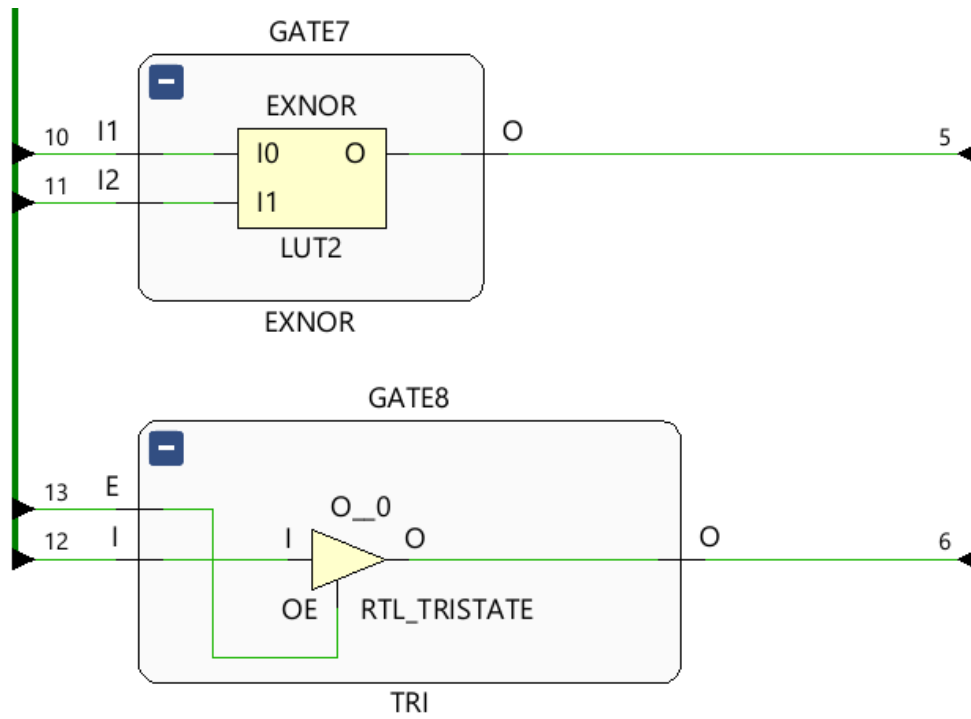 GATE7
EXNOR
10 I1 I0 O O 5
11 I2 I1
LUT2
EXNOR
GATE8
13 E
O__0
12 I I O O 6
OE RTL_TRISTATE
TRI